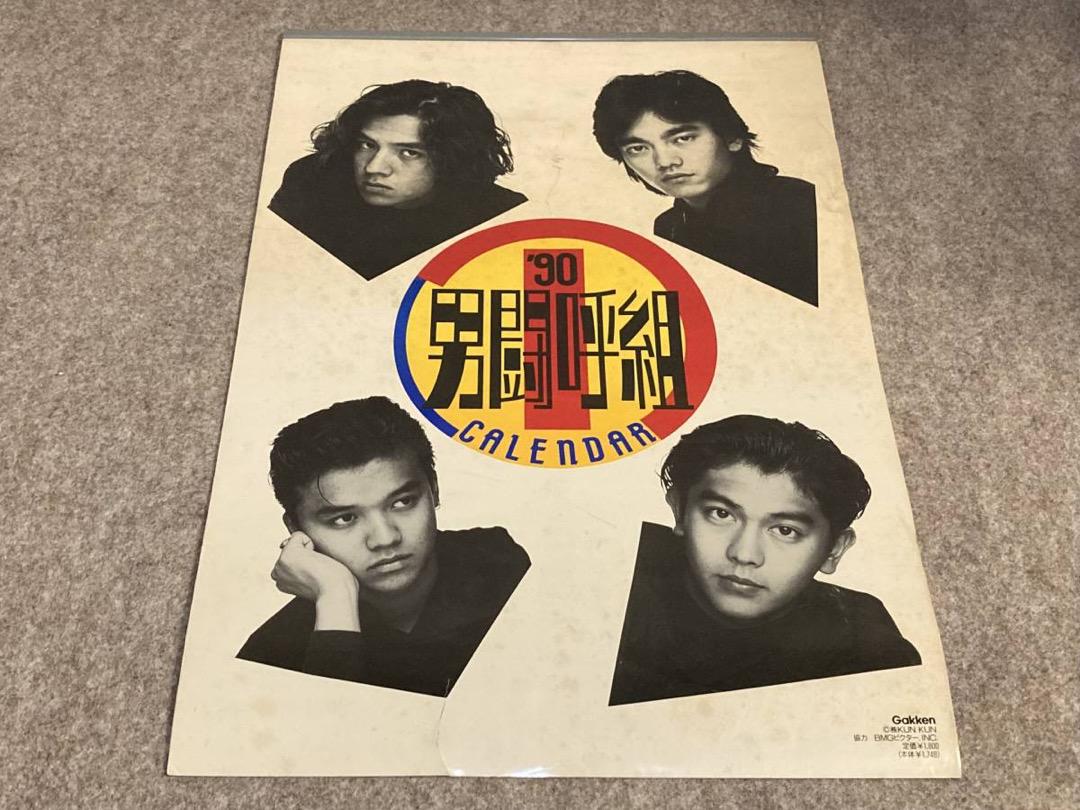 '90
男闘呼組
CALENDAR
Gakken
©㈱KUN KUN
協力 BMGビクター, INC.
定価¥1,800
(本体¥1,748)